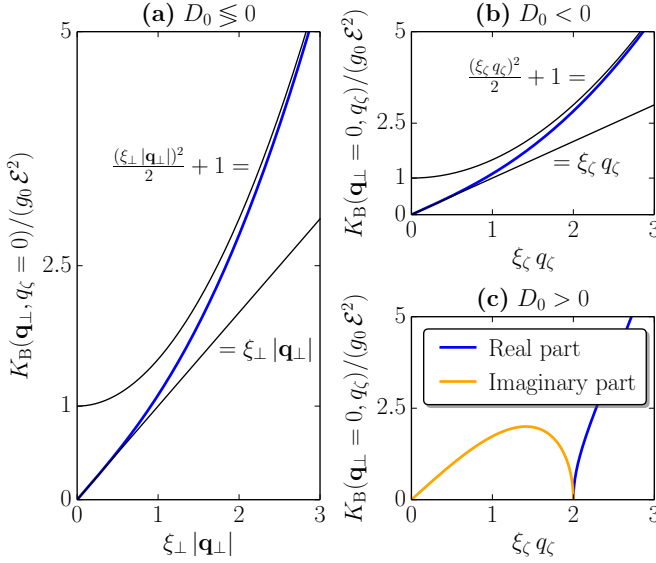 (a) D₀ ≶ 0
K_B(𝐪_⊥, q_ζ = 0)/(g₀ ℰ²)
5
2.5
1
0
(ξ_⊥ |𝐪_⊥|)²/2 + 1 =
= ξ_⊥ |𝐪_⊥|
0 1 2 3
ξ_⊥ |𝐪_⊥|
(b) D₀ < 0
K_B(𝐪_⊥ = 0, q_ζ)/(g₀ ℰ²)
5
2.5
1
0
(ξ_ζ q_ζ)²/2 + 1 =
= ξ_ζ q_ζ
0 1 2 3
ξ_ζ q_ζ
(c) D₀ > 0
K_B(𝐪_⊥ = 0, q_ζ)/(g₀ ℰ²)
5
2.5
0
Real part
Imaginary part
0 1 2 3
ξ_ζ q_ζ